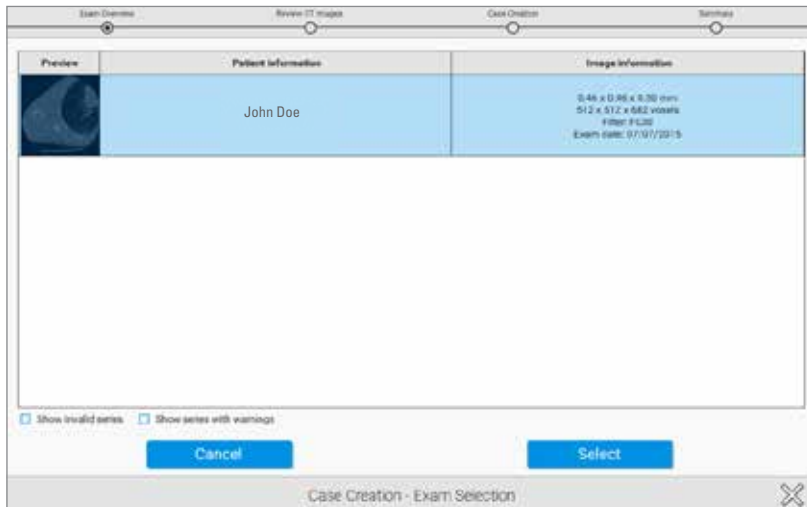 Exam Overview
Review CT Images
Case Creation
Summary
Preview
Patient Information
Image Information
John Doe
0.46 x 0.46 x 0.50 mm
512 x 512 x 682 voxels
Filter: FC30
Exam date: 07/07/2015
Show invalid series
Show series with warnings
Cancel
Select
Case Creation - Exam Selection